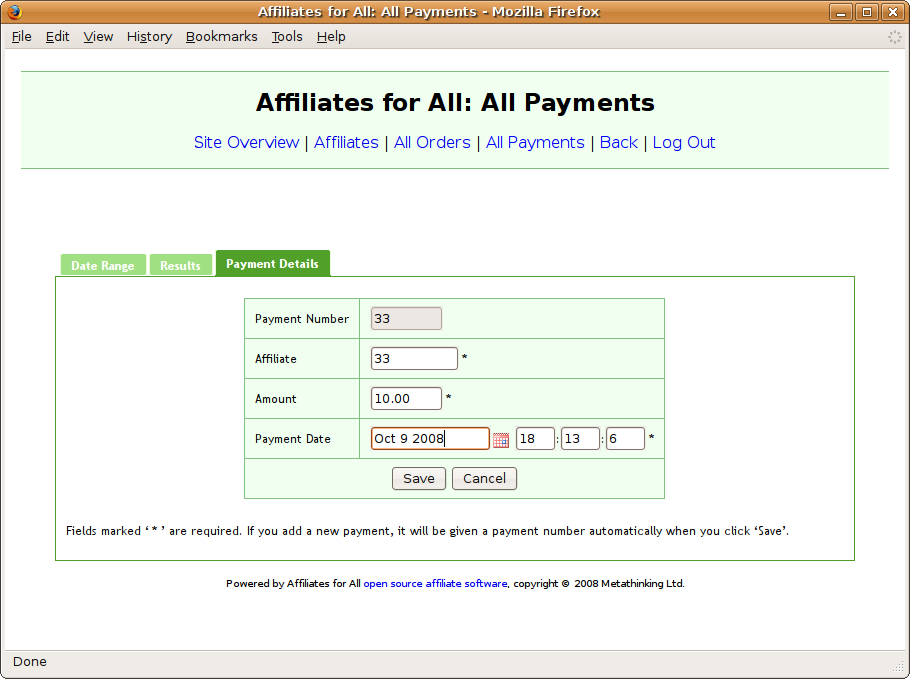 Affiliates for All: All Payments - Mozilla Firefox
File Edit View History Bookmarks Tools Help
Affiliates for All: All Payments
Site Overview | Affiliates | All Orders | All Payments | Back | Log Out
Date Range Results Payment Details
Payment Number 33
Affiliate 33 *
Amount 10.00 *
Payment Date Oct 9 2008 18 : 13 : 6 *
Save Cancel
Fields marked ‘ * ’ are required. If you add a new payment, it will be given a payment number automatically when you click ‘Save’.
Powered by Affiliates for All open source affiliate software, copyright © 2008 Metathinking Ltd.
Done